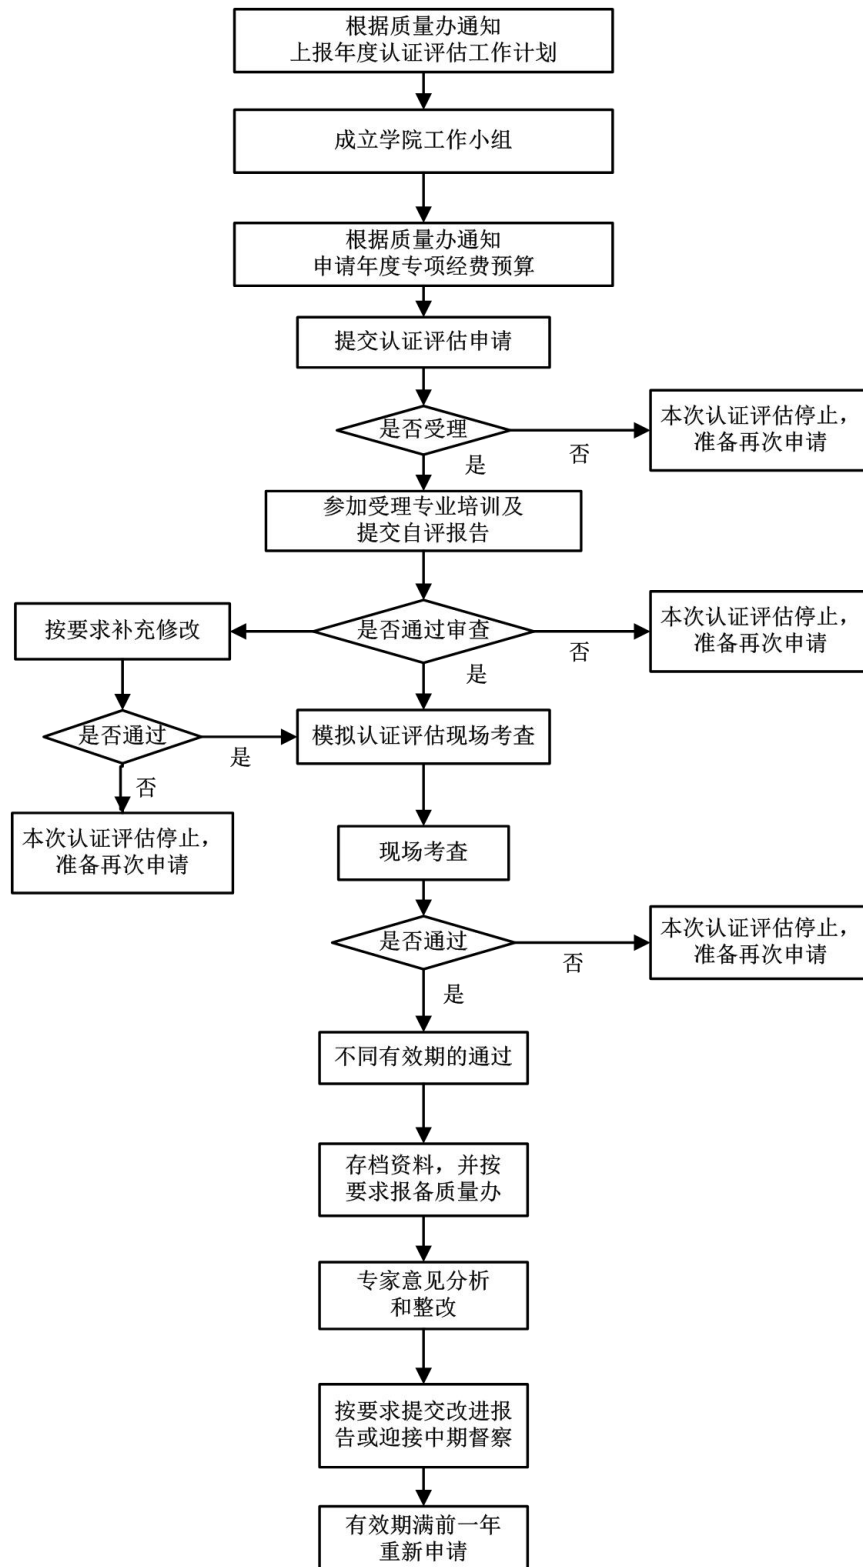 根据质量办通知
上报年度认证评估工作计划
成立学院工作小组
根据质量办通知
申请年度专项经费预算
提交认证评估申请
是否受理
否
本次认证评估停止，
准备再次申请
是
参加受理专业培训及
提交自评报告
是否通过审查
否
本次认证评估停止，
准备再次申请
按要求补充修改
是
是否通过
是
模拟认证评估现场考查
否
本次认证评估停止，
准备再次申请
现场考查
是否通过
否
本次认证评估停止，
准备再次申请
是
不同有效期的通过
存档资料，并按
要求报备质量办
专家意见分析
和整改
按要求提交改进报
告或迎接中期督察
有效期满前一年
重新申请